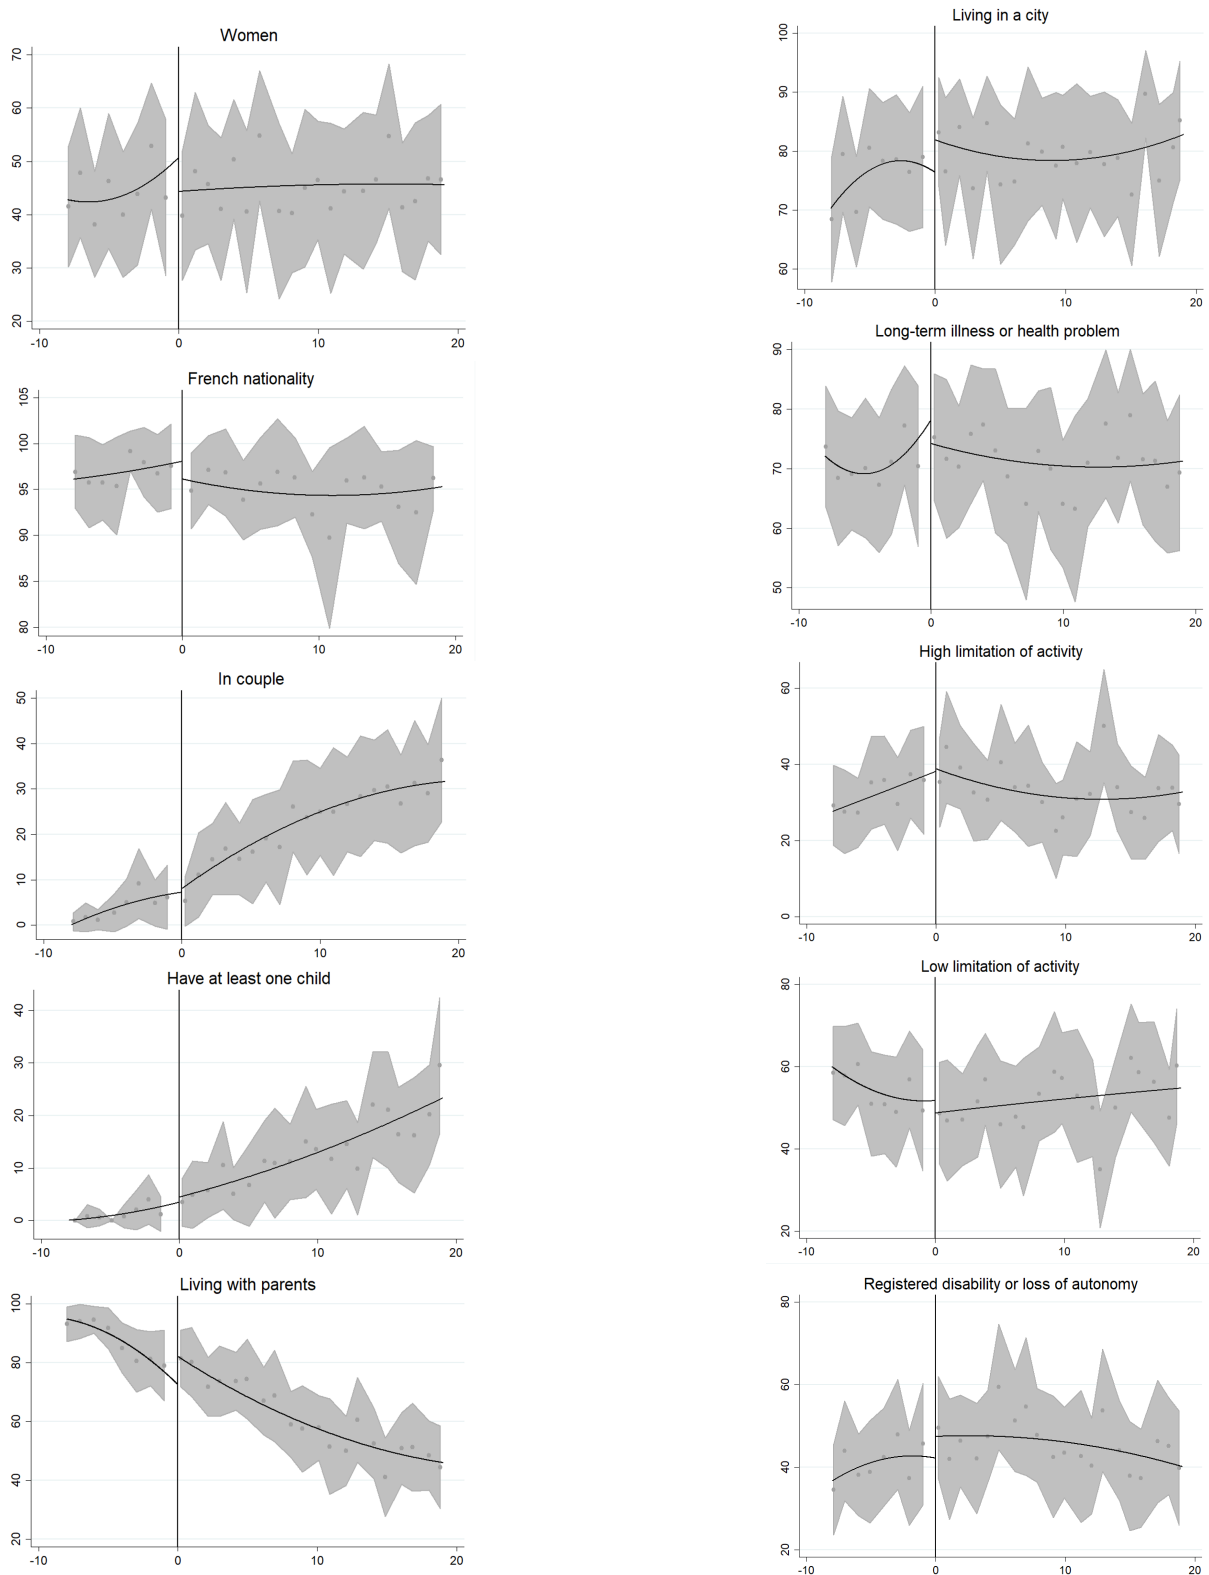 Women
70
60
50
40
30
20
-10 0 10 20
French nationality
105
100
95
90
85
80
-10 0 10 20
In couple
50
40
30
20
10
0
-10 0 10 20
Have at least one child
40
30
20
10
0
-10 0 10 20
Living with parents
100
80
60
40
20
-10 0 10 20
Living in a city
100
90
80
70
60
-10 0 10 20
Long-term illness or health problem
90
80
70
60
50
-10 0 10 20
High limitation of activity
60
40
20
0
-10 0 10 20
Low limitation of activity
80
60
40
20
-10 0 10 20
Registered disability or loss of autonomy
80
60
40
20
-10 0 10 20